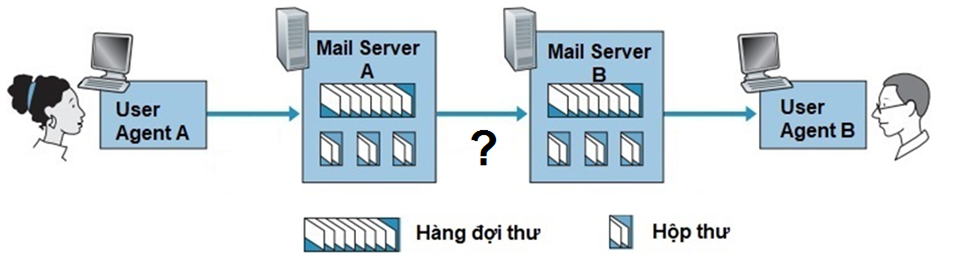 User
Agent A
Mail Server
A
?
Mail Server
B
User
Agent B
Hàng đợi thư
Hộp thư